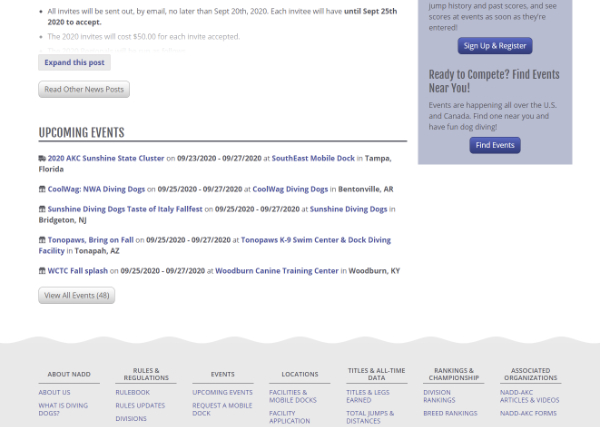 All invites will be sent out, by email, no later than Sept 20th, 2020. Each invitee will have until Sept 25th
2020 to accept.
The 2020 invites will cost $50.00 for each invite accepted.
Expand this post
Read Other News Posts
UPCOMING EVENTS
2020 AKC Sunshine State Cluster on 09/23/2020 - 09/27/2020 at SouthEast Mobile Dock in Tampa,
Florida
CoolWag: NWA Diving Dogs on 09/25/2020 - 09/27/2020 at CoolWag Diving Dogs in Bentonville, AR
Sunshine Diving Dogs Taste of Italy Fallfest on 09/25/2020 - 09/27/2020 at Sunshine Diving Dogs in
Bridgeton, NJ
Tonopaws, Bring on Fall on 09/25/2020 - 09/27/2020 at Tonopaws K-9 Swim Center & Dock Diving
Facility in Tonapah, AZ
WCTC Fall splash on 09/25/2020 - 09/27/2020 at Woodburn Canine Training Center in Woodburn, KY
View All Events (48)
jump history and past scores, and see
scores at events as soon as they're
entered!
Sign Up & Register
Ready to Compete? Find Events
Near You!
Events are happening all over the U.S.
and Canada. Find one near you and
have fun dog diving!
Find Events
ABOUT NADD
ABOUT US
WHAT IS DIVING
DOGS?
RULES &
REGULATIONS
RULEBOOK
RULES UPDATES
DIVISIONS
EVENTS
UPCOMING EVENTS
REQUEST A MOBILE
DOCK
LOCATIONS
FACILITIES &
MOBILE DOCKS
FACILITY
APPLICATION
TITLES & ALL-TIME
DATA
TITLES & LEGS
EARNED
TOTAL JUMPS &
DISTANCES
RANKINGS &
CHAMPIONSHIP
DIVISION
RANKINGS
BREED RANKINGS
ASSOCIATED
ORGANIZATIONS
NADD-AKC
ARTICLES & VIDEOS
NADD-AKC FORMS